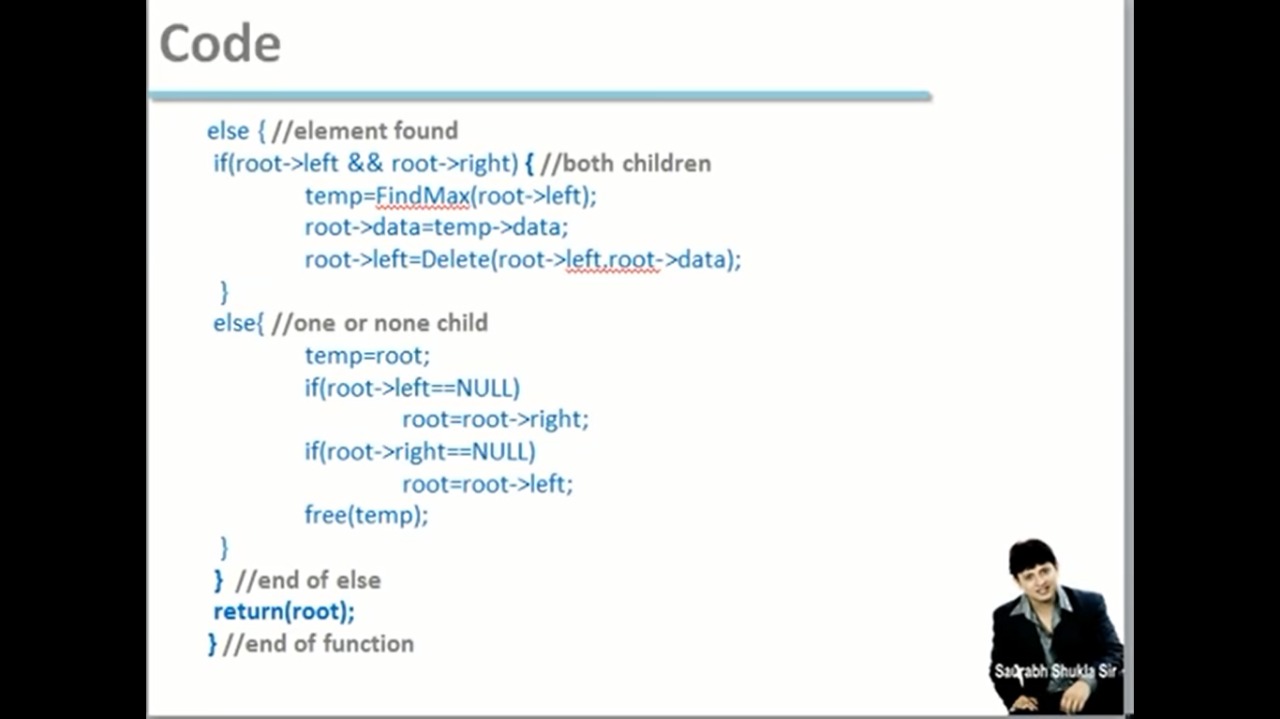 Code
else { //element found
if(root->left && root->right) { //both children
temp=FindMax(root->left);
root->data=temp->data;
root->left=Delete(root->left,root->data);
}
else{ //one or none child
temp=root;
if(root->left==NULL)
root=root->right;
if(root->right==NULL)
root=root->left;
free(temp);
}
} //end of else
return(root);
} //end of function
Saurabh Shukla Sir